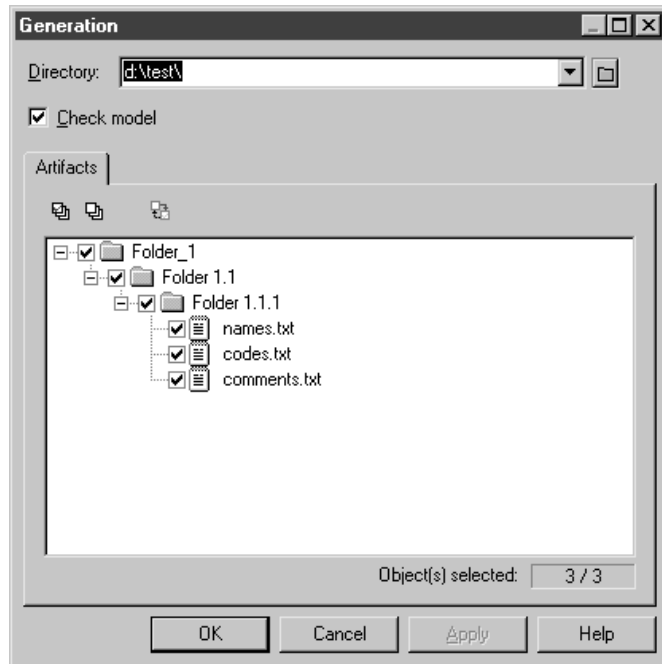 Generation
Directory: d:\test\
Check model
Artifacts
Folder_1
Folder 1.1
Folder 1.1.1
names.txt
codes.txt
comments.txt
Object(s) selected: 3 / 3
OK Cancel Apply Help